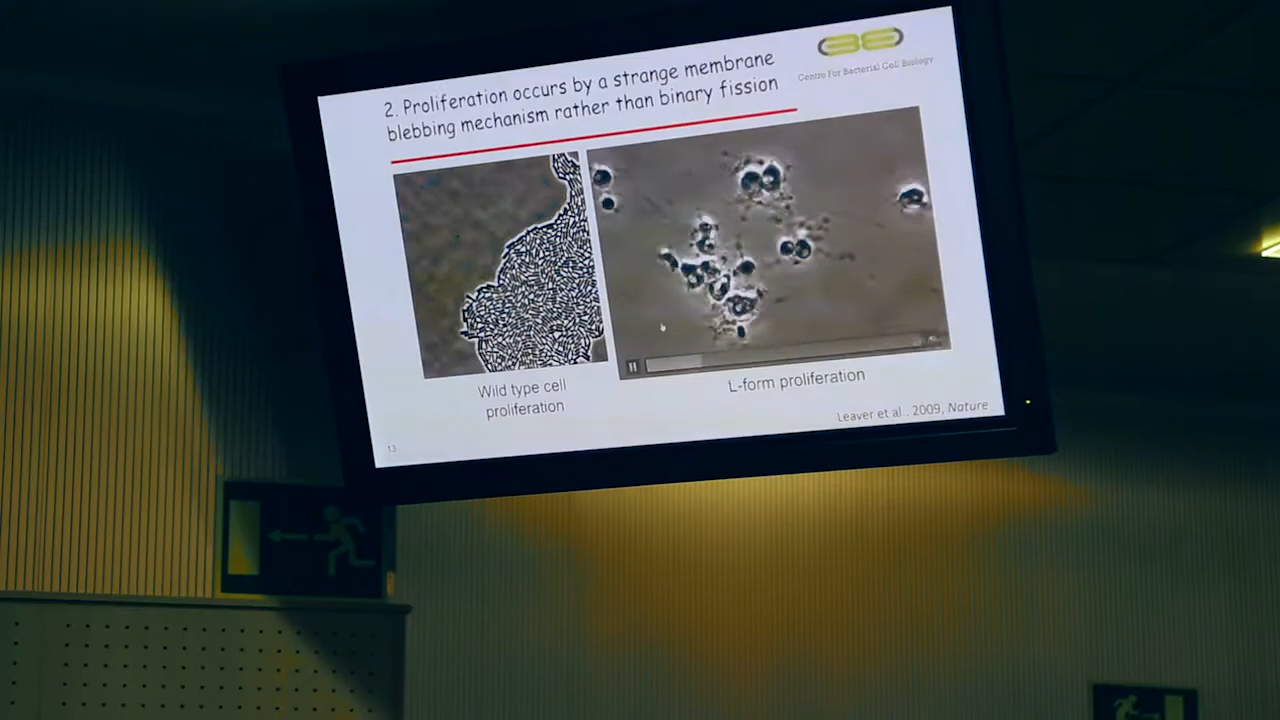 2. Proliferation occurs by a strange membrane
blebbing mechanism rather than binary fission
Centre For Bacterial Cell Biology
Wild type cell
proliferation
L-form proliferation
Leaver et al., 2009, Nature
13